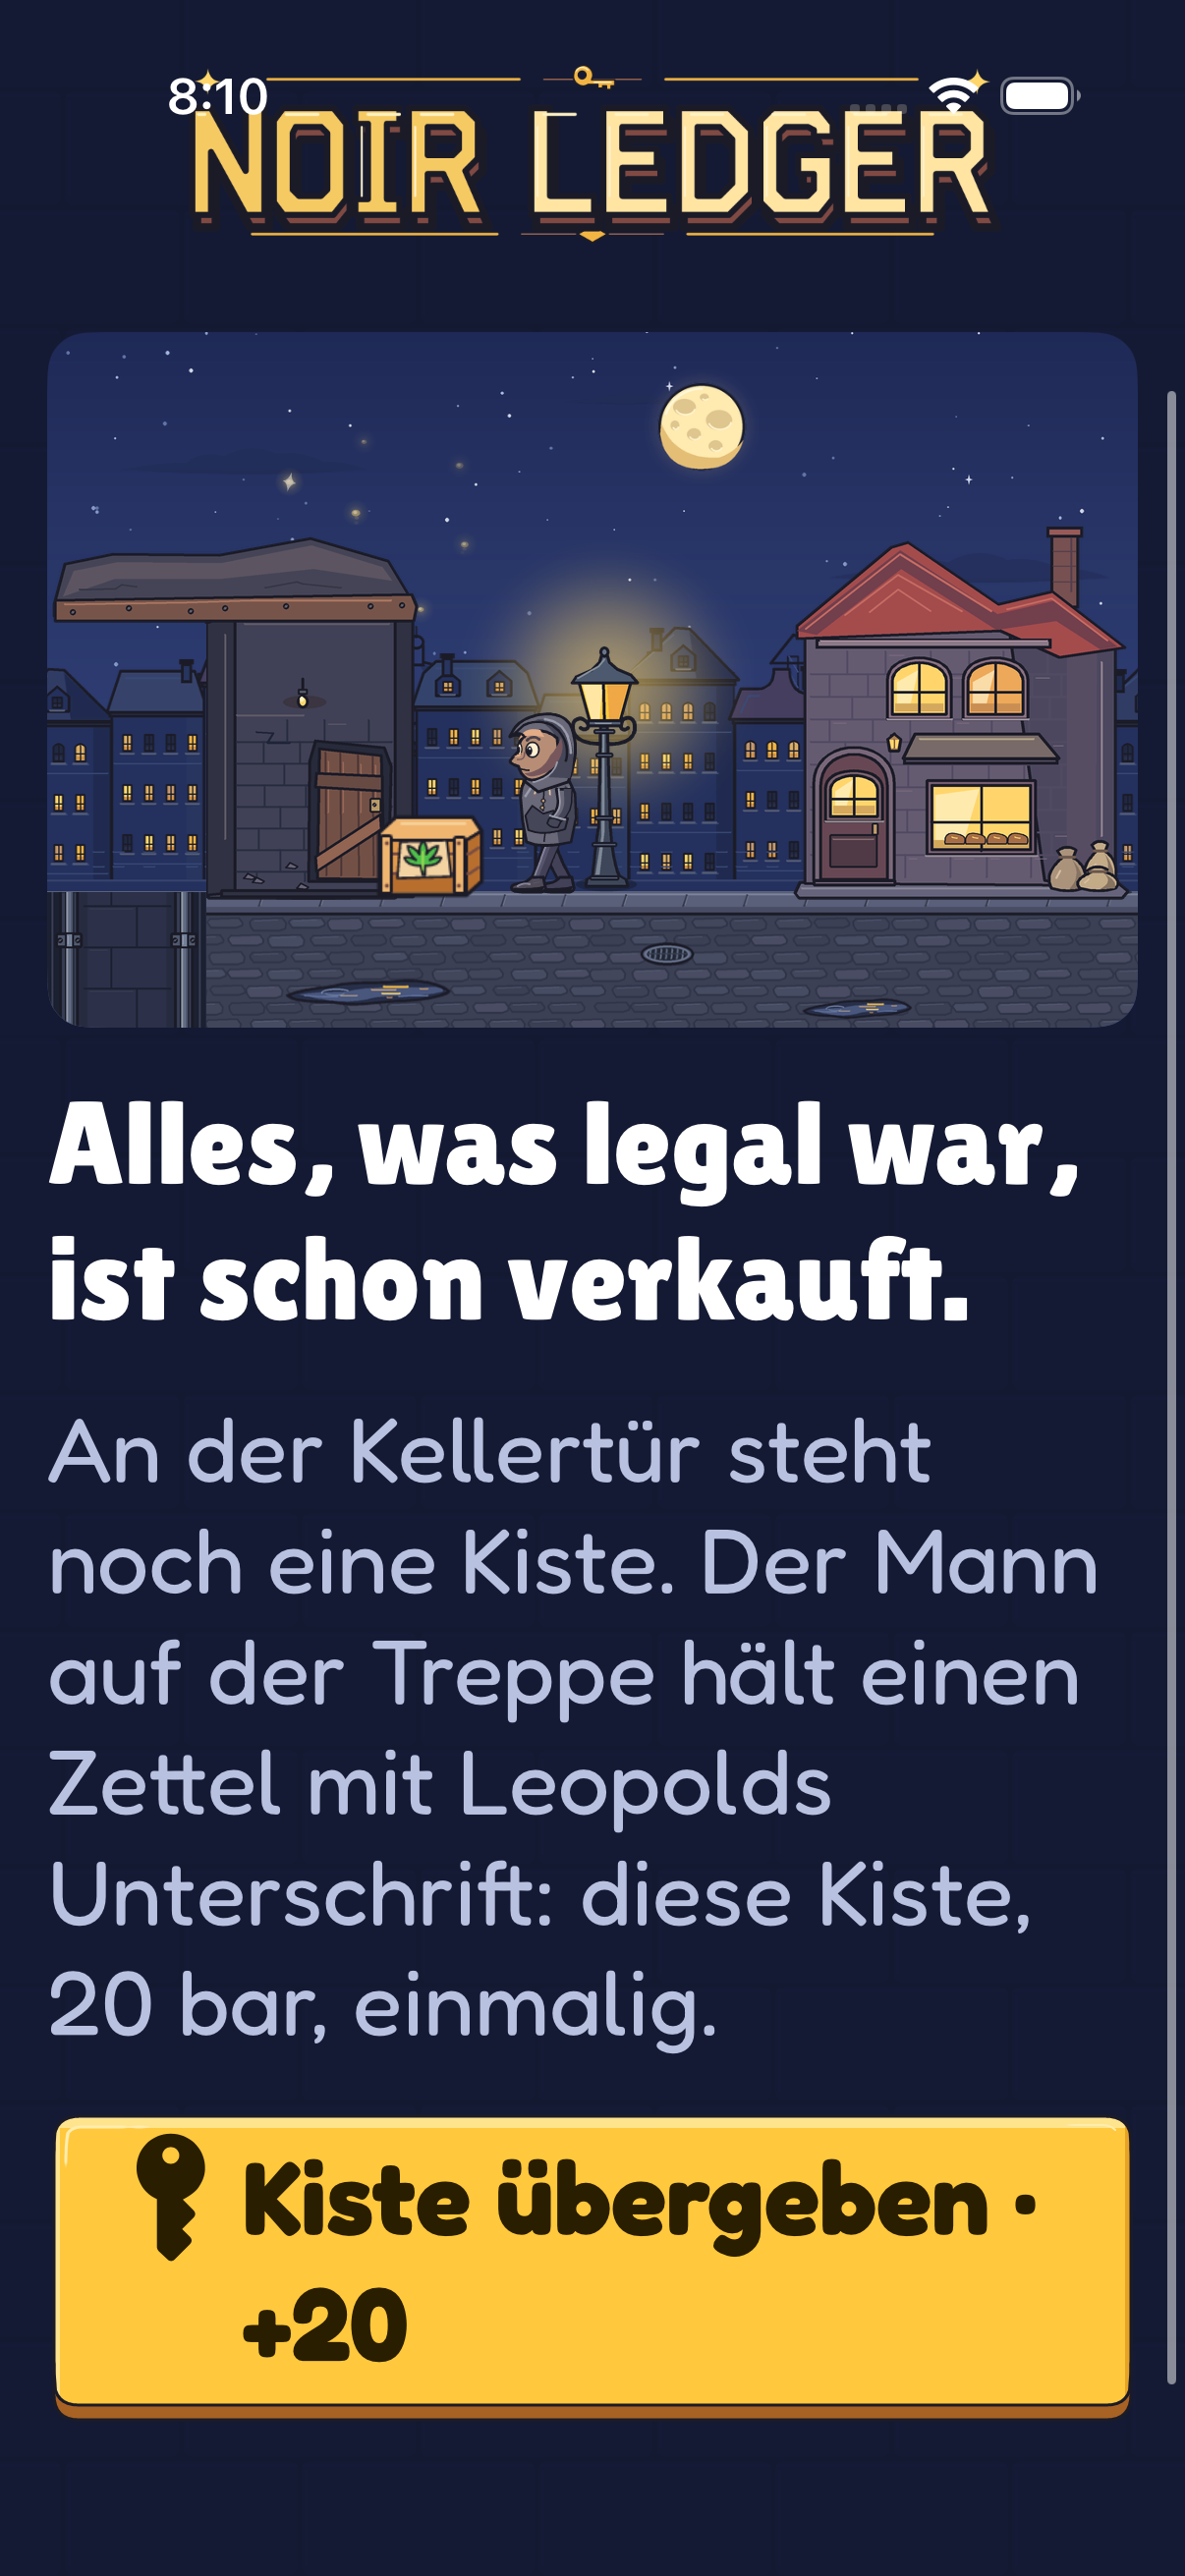 8:10
NOIR LEDGER
Alles, was legal war,
ist schon verkauft.
An der Kellertür steht
noch eine Kiste. Der Mann
auf der Treppe hält einen
Zettel mit Leopolds
Unterschrift: diese Kiste,
20 bar, einmalig.
Kiste übergeben ·
+20